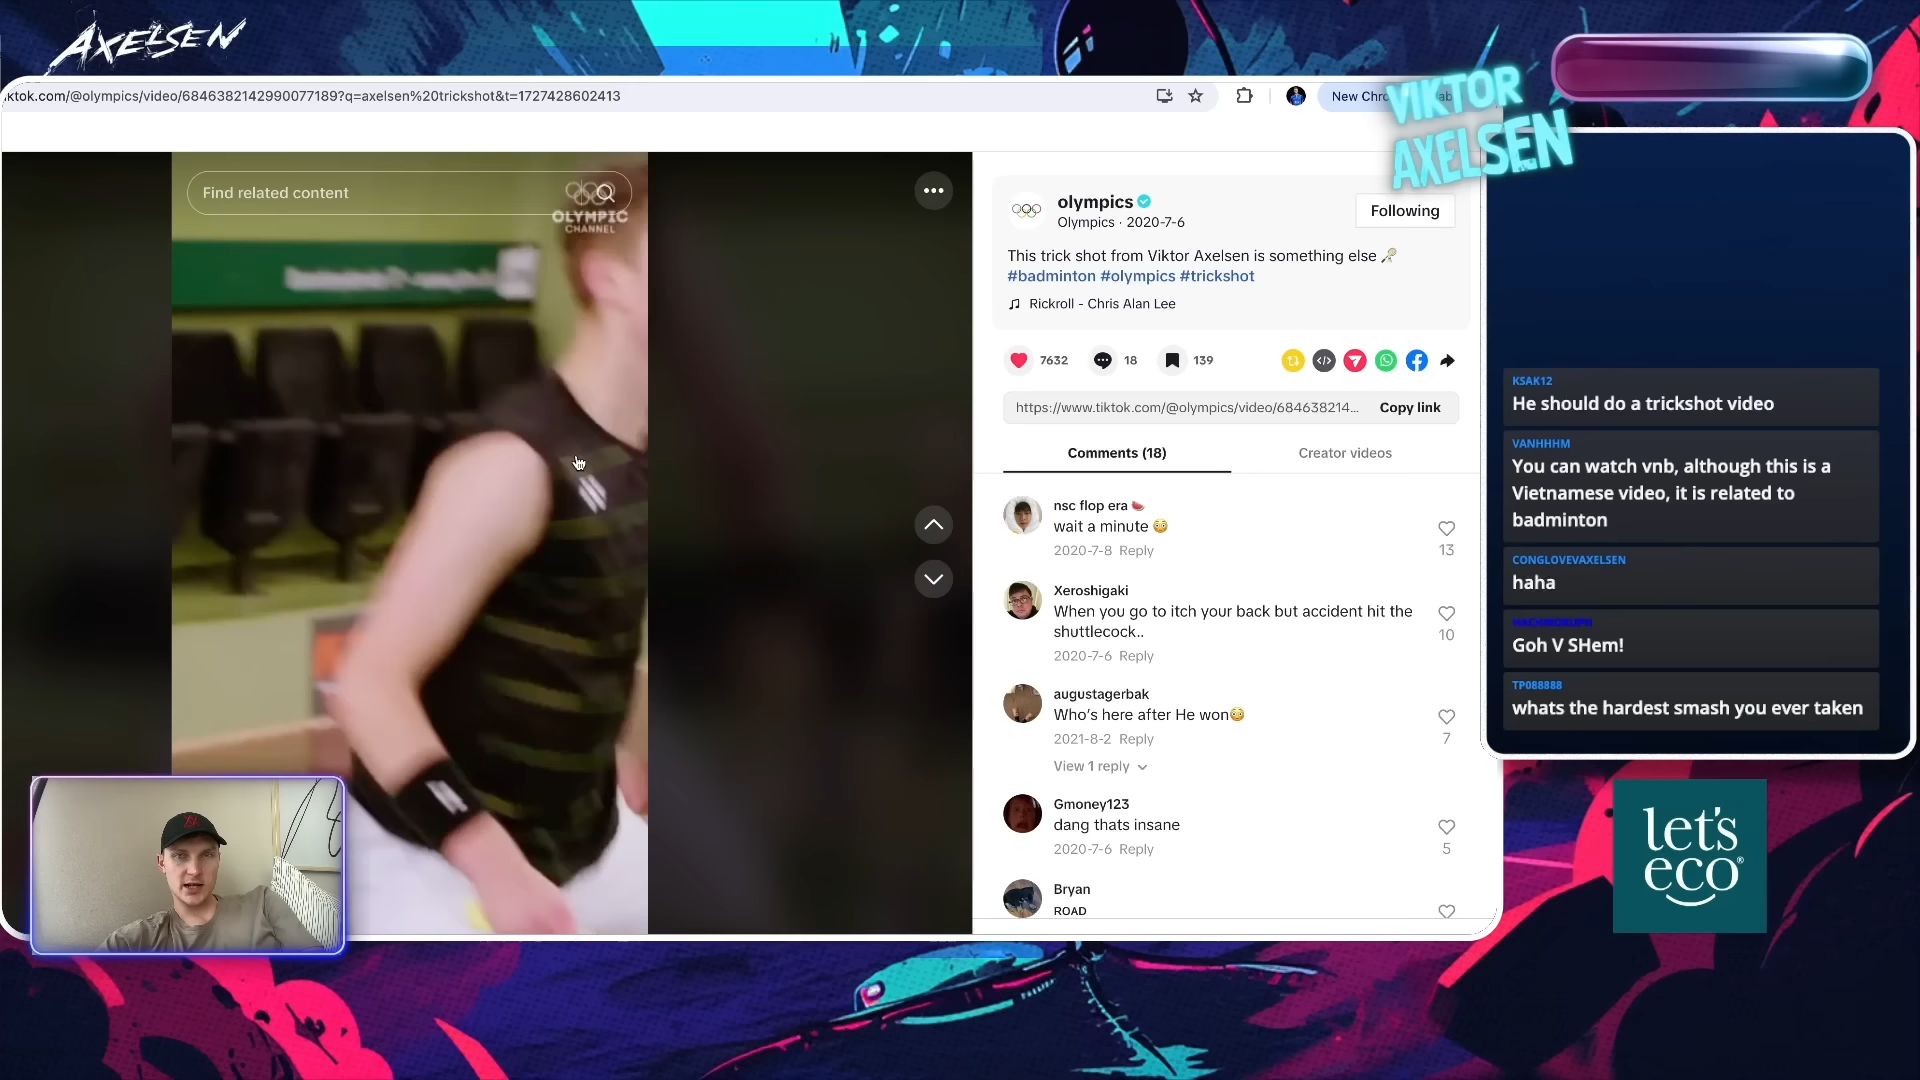 AXELSEN
ktok.com/@olympics/video/6846382142990077189?q=axelsen%20trickshot&t=1727428602413
New Chro
VIKTOR
AXELSEN
Find related content
OLYMPIC
CHANNEL
olympics
Olympics · 2020-7-6
Following
This trick shot from Viktor Axelsen is something else 🏸
#badminton #olympics #trickshot
Rickroll - Chris Alan Lee
7632
18
139
https://www.tiktok.com/@olympics/video/684638214...
Copy link
Comments (18)
Creator videos
nsc flop era 🍉
wait a minute 😳
2020-7-8 Reply
13
Xeroshigaki
When you go to itch your back but accident hit the
shuttlecock..
2020-7-6 Reply
10
augustagerbak
Who's here after He won😳
2021-8-2 Reply
7
View 1 reply
Gmoney123
dang thats insane
2020-7-6 Reply
5
Bryan
ROAD
KSAK12
He should do a trickshot video
VANHHHM
You can watch vnb, although this is a
Vietnamese video, it is related to
badminton
CONGLOVEVAXELSEN
haha
Goh V SHem!
TP088888
whats the hardest smash you ever taken
let's
eco®